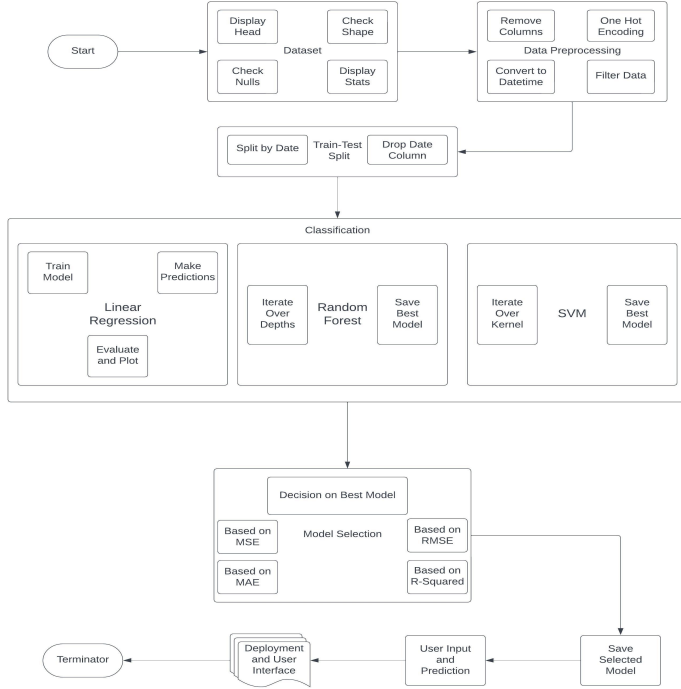 Start
Display
Head
Check
Shape
Dataset
Check
Nulls
Display
Stats
Remove
Columns
One Hot
Encoding
Data Preprocessing
Convert to
Datetime
Filter Data
Split by Date
Train-Test
Split
Drop Date
Column
Classification
Train
Model
Make
Predictions
Linear
Regression
Evaluate
and Plot
Iterate
Over
Depths
Random
Forest
Save
Best
Model
Iterate
Over
Kernel
SVM
Save
Best
Model
Decision on Best Model
Based on
MSE
Model Selection
Based on
RMSE
Based on
MAE
Based on
R-Squared
Terminator
Deployment
and User
Interface
User Input
and
Prediction
Save
Selected
Model